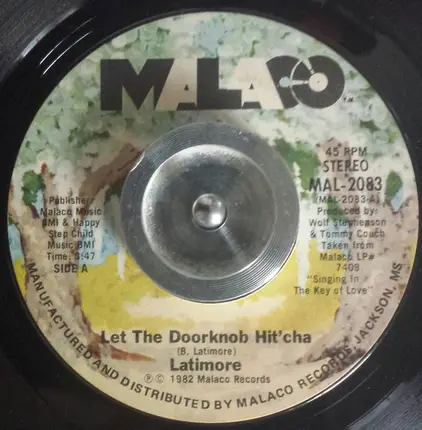 MALACO
TM
45 RPM
STEREO
MAL-2083
(MAL-2083-A)
Produced by:
Wolf Stephenson
& Tommy Couch
Taken from
Malaco LP#
7409
"Singing In
The Key of Love"
Publisher:
Malaco Music
BMI & Happy
Step Child
Music BMI
Time: 3:47
SIDE A
Let The Doorknob Hit'cha
(B. Latimore)
Latimore
℗ © 1982 Malaco Records
MANUFACTURED AND DISTRIBUTED BY MALACO RECORDS, JACKSON, MS.